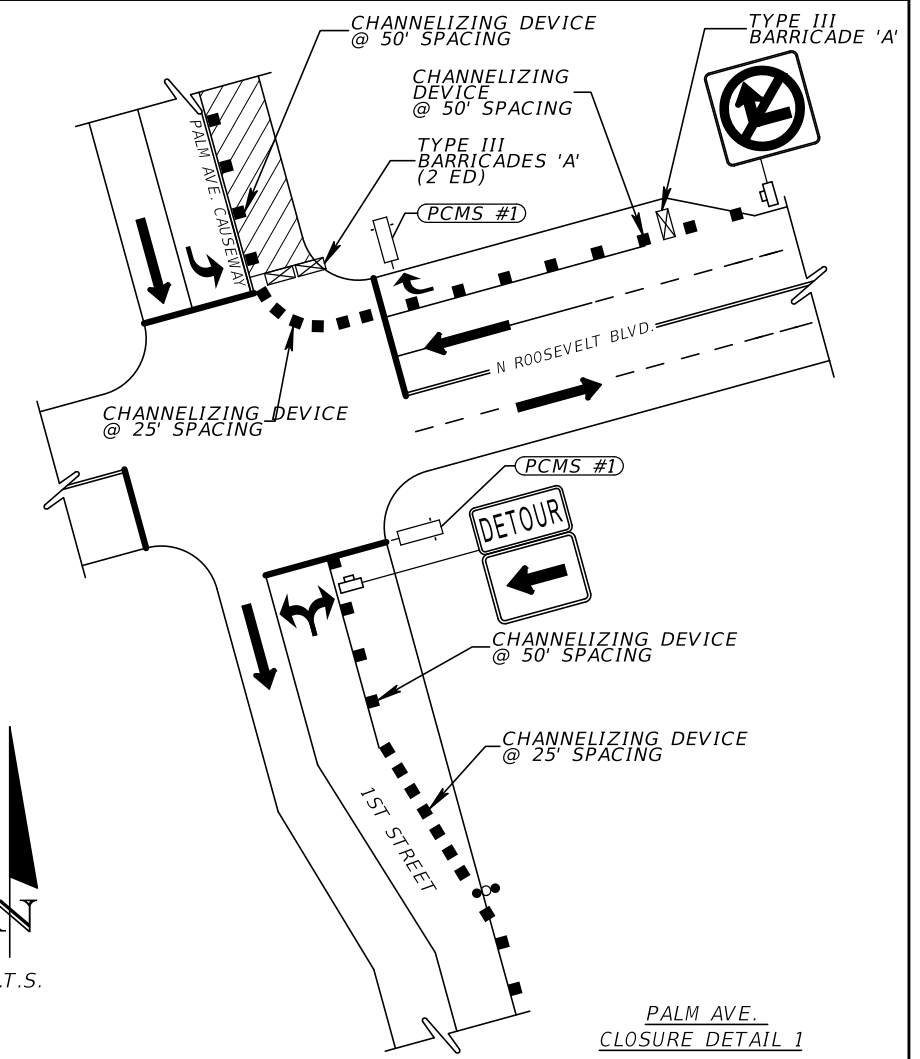 CHANNELIZING DEVICE
@ 50' SPACING
TYPE III
BARRICADE 'A'
CHANNELIZING
DEVICE
@ 50' SPACING
TYPE III
BARRICADES 'A'
(2 ED)
PALM AVE. CAUSEWAY
PCMS #1
N ROOSEVELT BLVD.
CHANNELIZING DEVICE
@ 25' SPACING
PCMS #1
DETOUR
CHANNELIZING DEVICE
@ 50' SPACING
CHANNELIZING DEVICE
@ 25' SPACING
1ST STREET
.T.S.
PALM AVE.
CLOSURE DETAIL 1